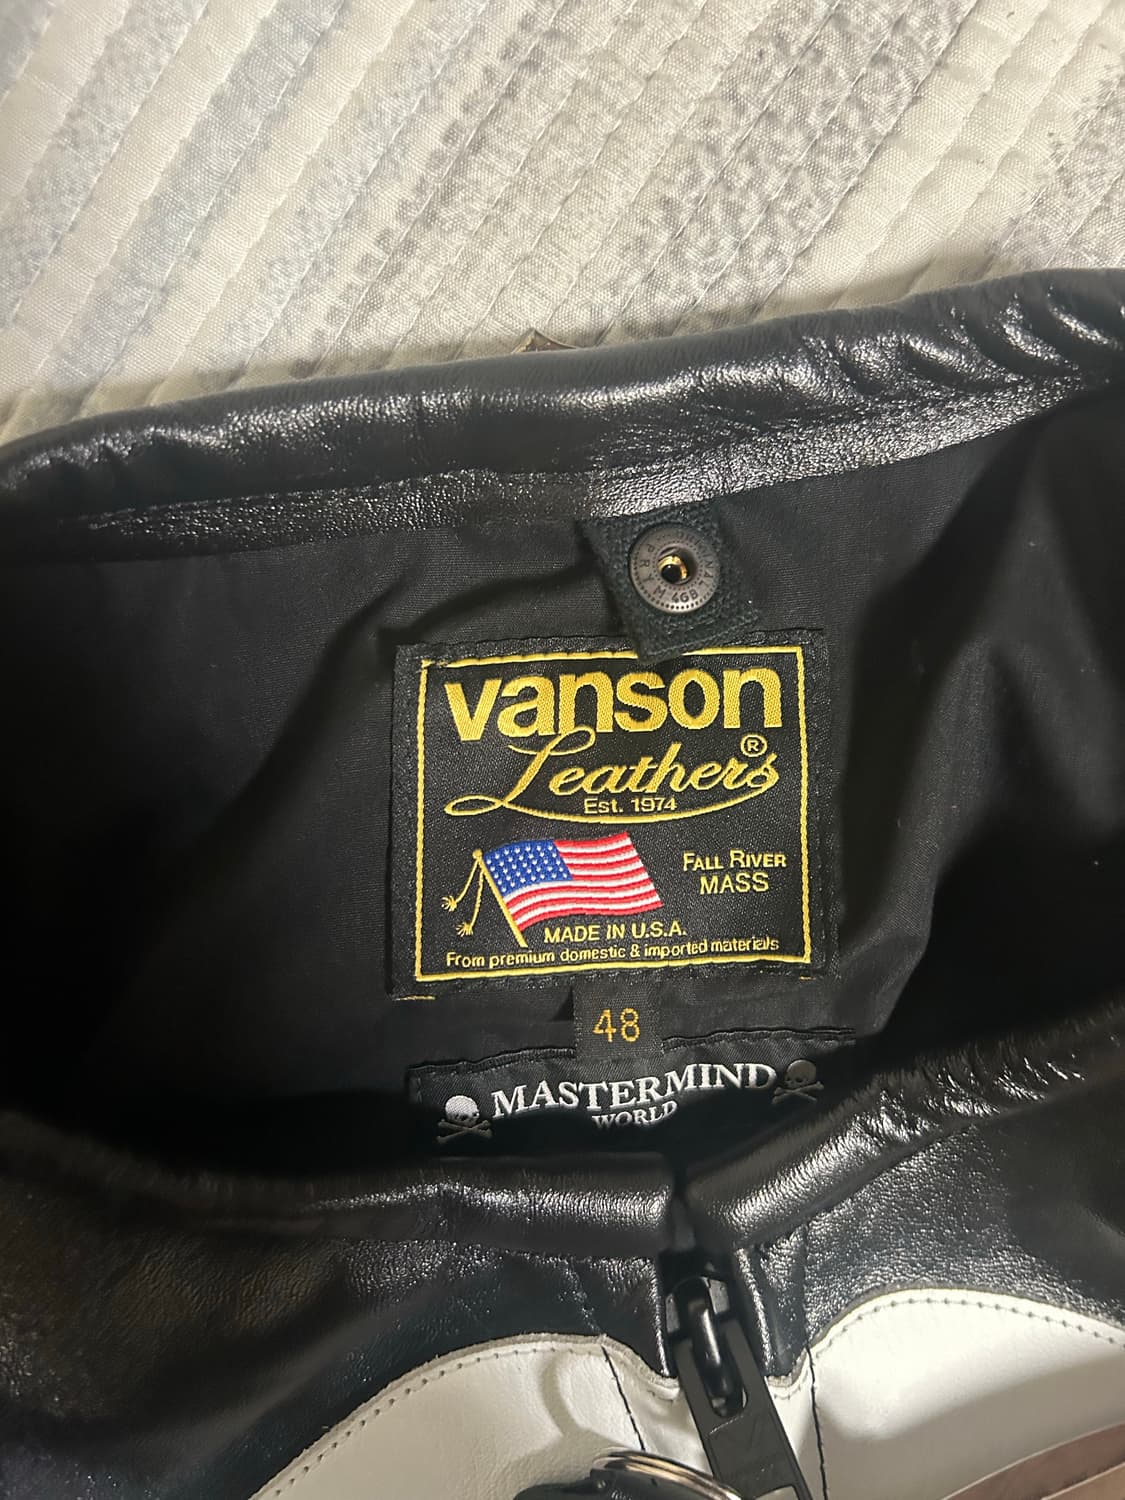 vanson
Leathers®
Est. 1974
FALL RIVER
MASS
MADE IN U.S.A.
From premium domestic & imported materials
48
MASTERMIND
WORLD